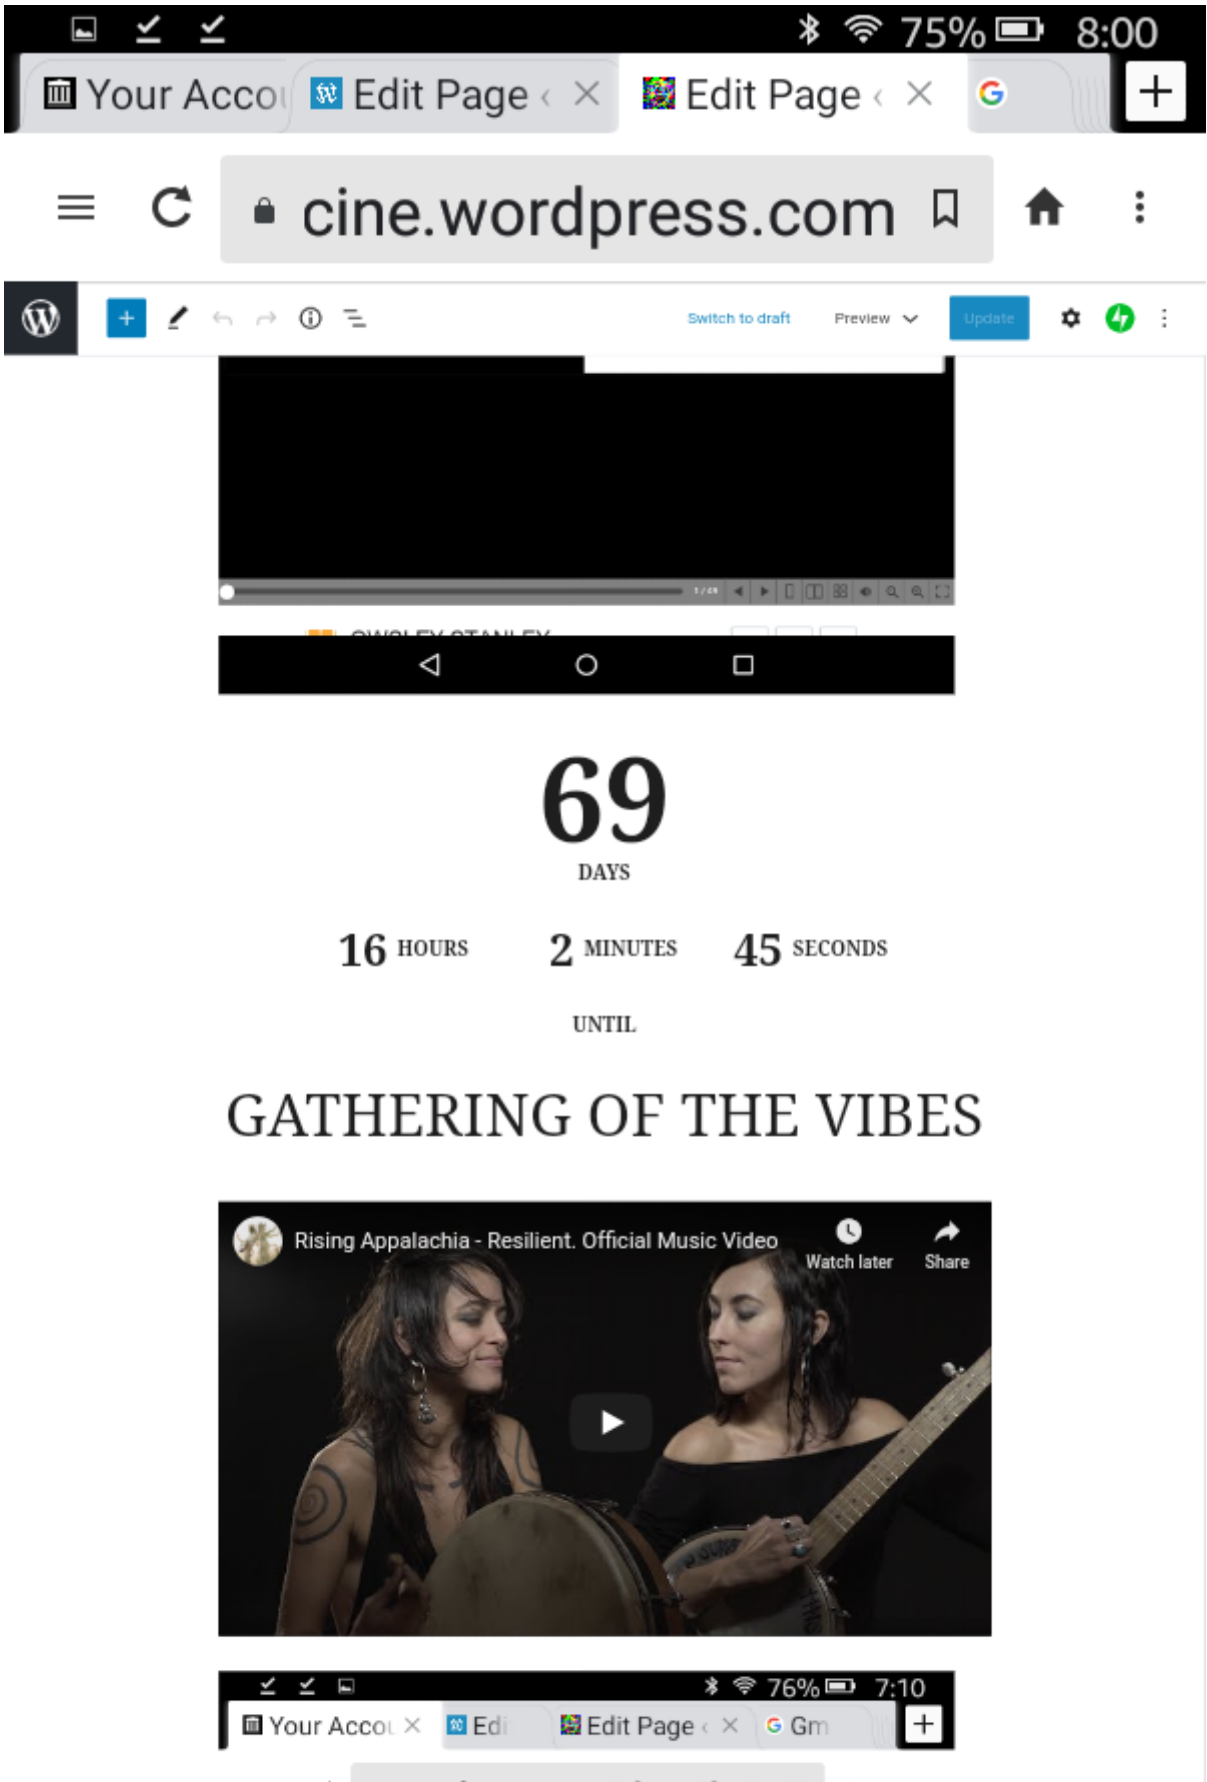 75% 8:00
Your Accou Edit Page Edit Page
cine.wordpress.com
Switch to draft Preview Update
69
DAYS
16 HOURS 2 MINUTES 45 SECONDS
UNTIL
GATHERING OF THE VIBES
Rising Appalachia - Resilient. Official Music Video
Watch later Share
76% 7:10
Your Accou Edi Edit Page Gm